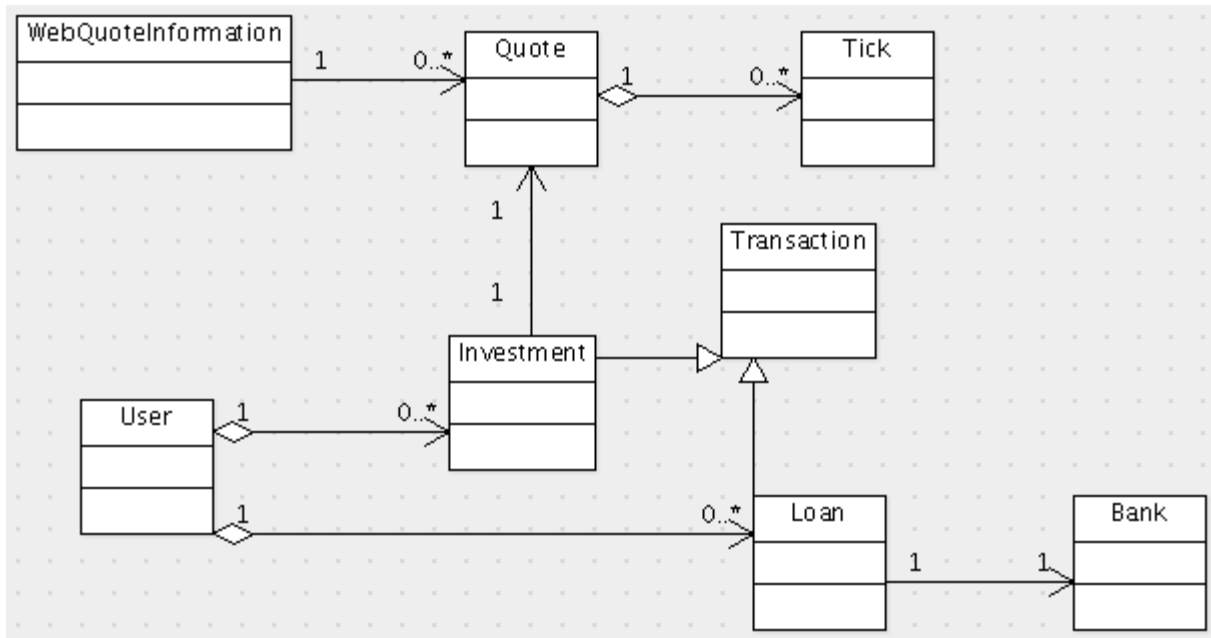 WebQuoteInformation
1
0..*
Quote
1
0..*
Tick
1
1
Transaction
Investment
User
1
0..*
1
0..*
Loan
1
1
Bank